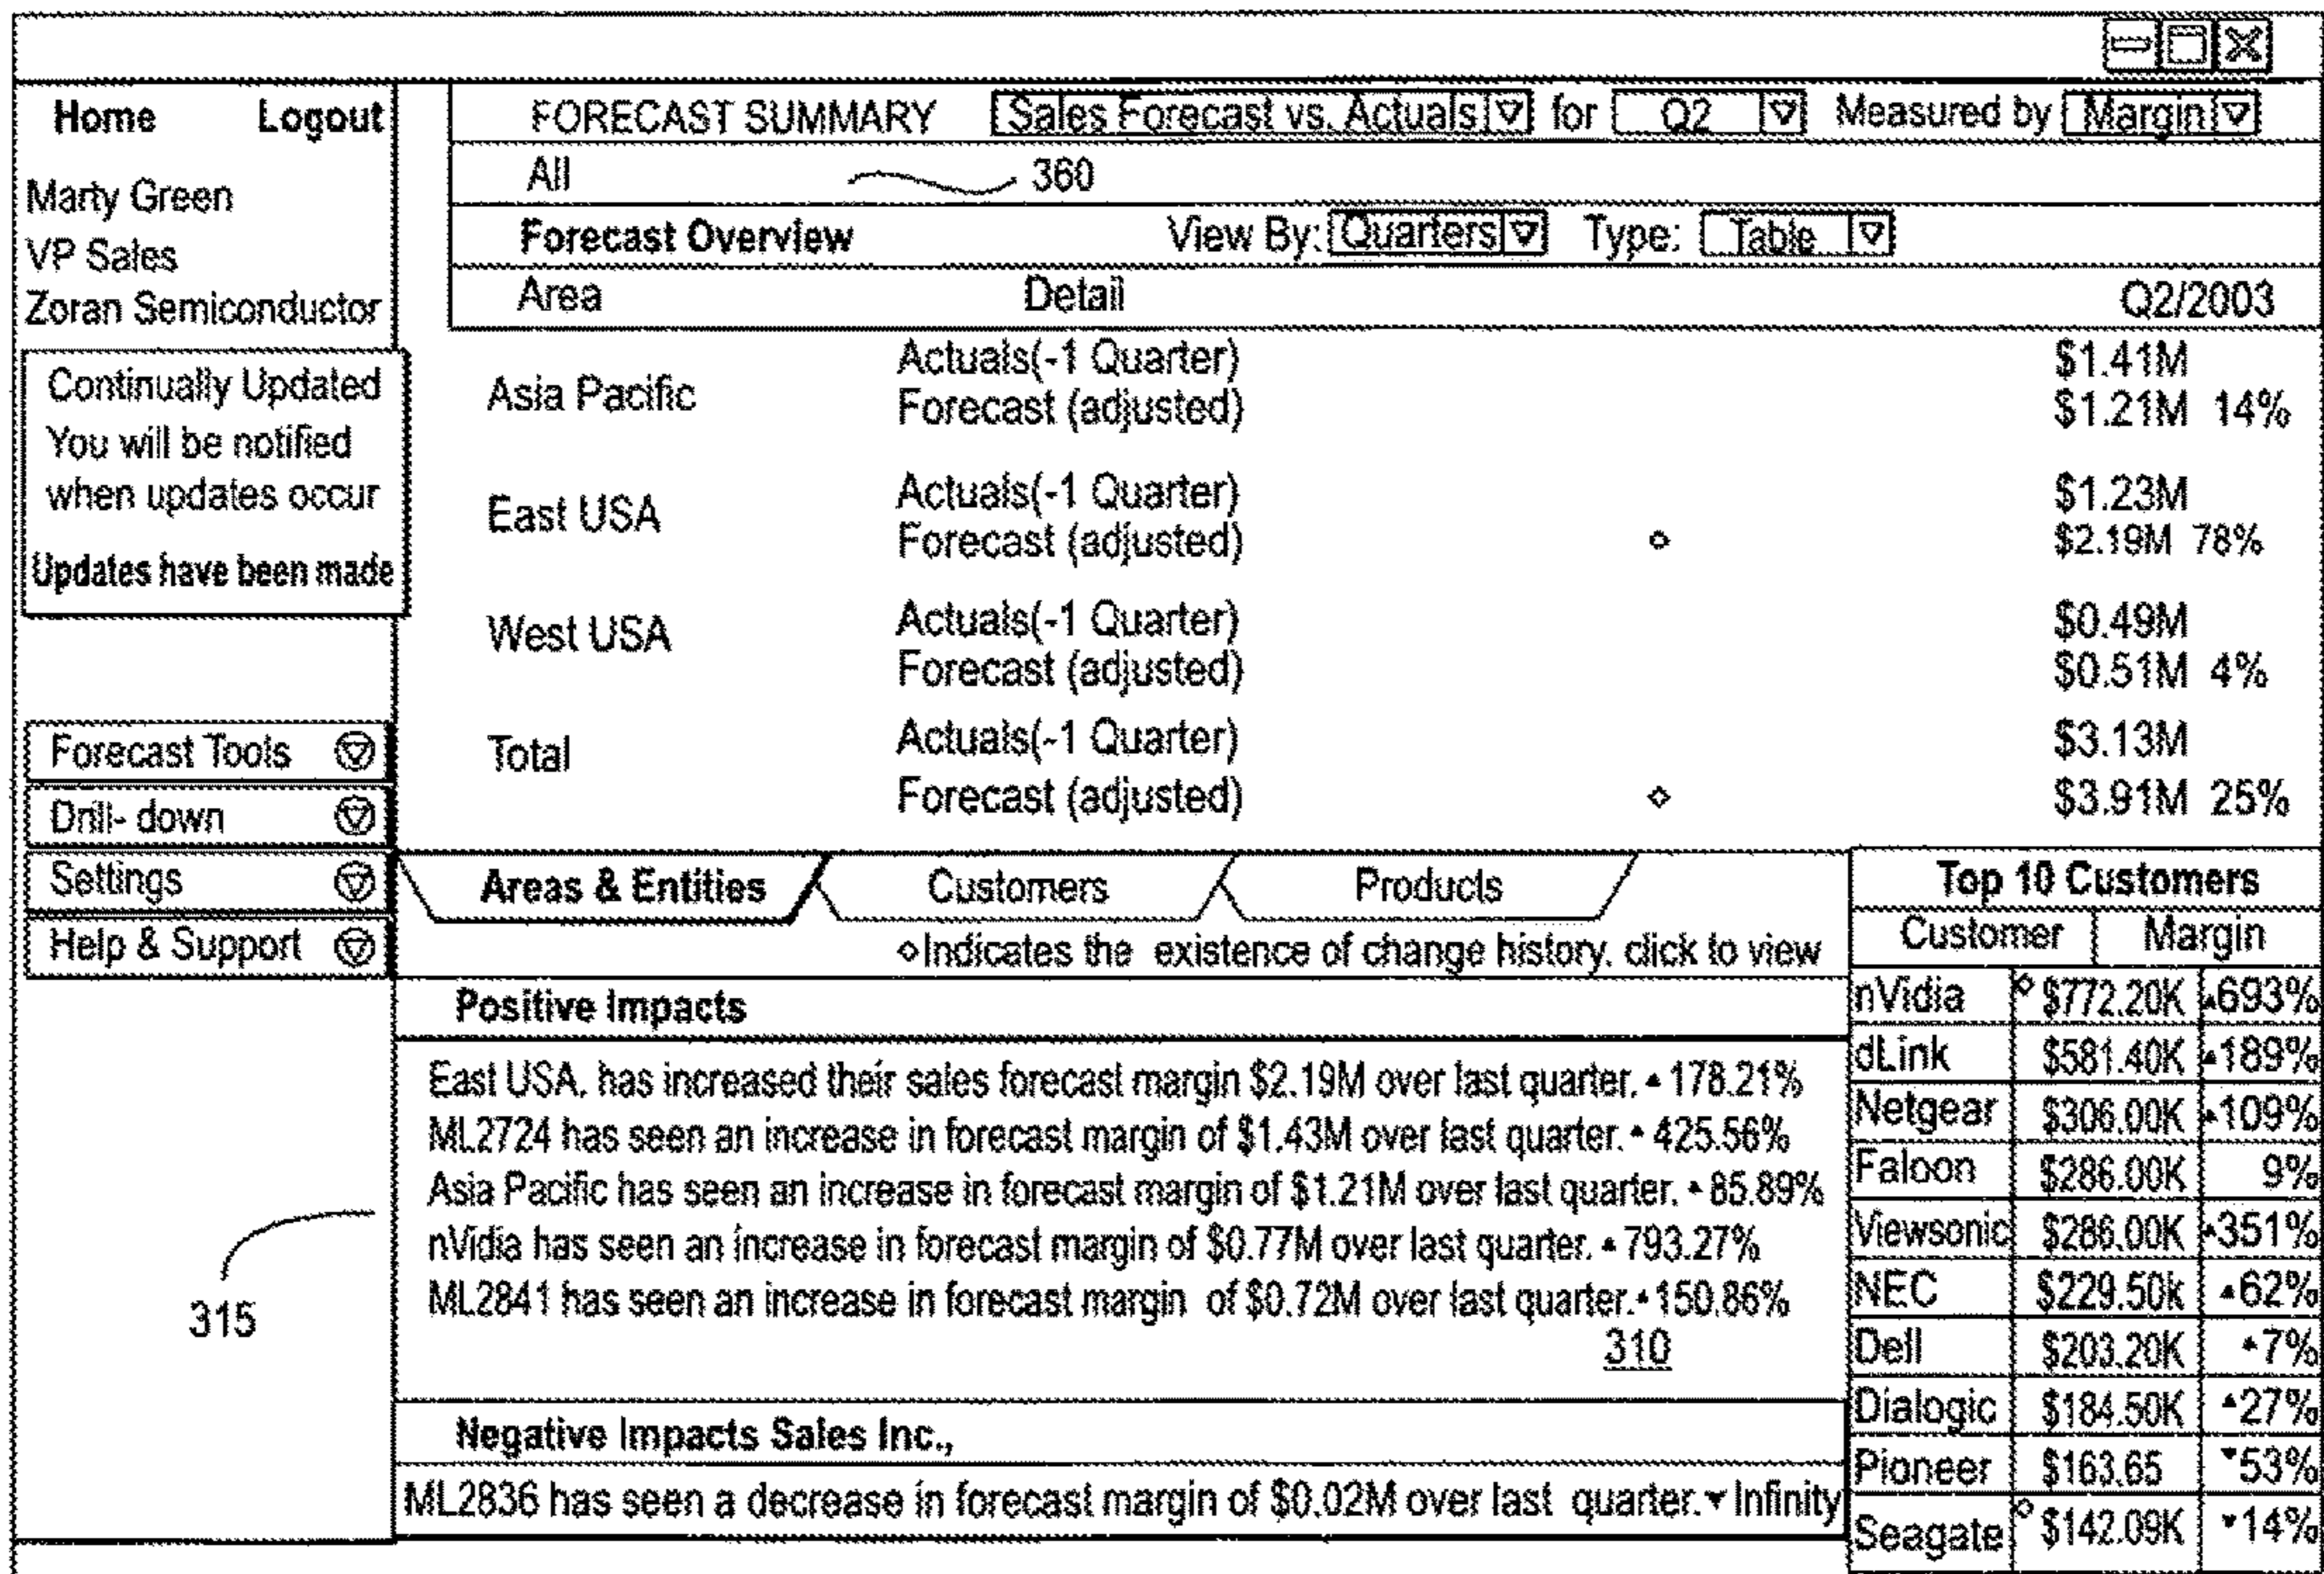 Home Logout
Marty Green
VP Sales
Zoran Semiconductor
Continually Updated
You will be notified
when updates occur
Updates have been made
Forecast Tools
Drill- down
Settings
Help & Support
315
FORECAST SUMMARY Sales Forecast vs. Actuals for Q2 Measured by Margin
All 360
Forecast Overview View By: Quarters Type: Table
Area Detail Q2/2003
Asia Pacific
Actuals(-1 Quarter) $1.41M
Forecast (adjusted) $1.21M 14%
East USA
Actuals(-1 Quarter) $1.23M
Forecast (adjusted) ⋄ $2.19M 78%
West USA
Actuals(-1 Quarter) $0.49M
Forecast (adjusted) $0.51M 4%
Total
Actuals(-1 Quarter) $3.13M
Forecast (adjusted) ⋄ $3.91M 25%
Areas & Entities Customers Products
⋄Indicates the existence of change history. click to view
Positive Impacts
East USA. has increased their sales forecast margin $2.19M over last quarter. ▲ 178.21%
ML2724 has seen an increase in forecast margin of $1.43M over last quarter. ▲ 425.56%
Asia Pacific has seen an increase in forecast margin of $1.21M over last quarter. ▲ 85.89%
nVidia has seen an increase in forecast margin of $0.77M over last quarter. ▲ 793.27%
ML2841 has seen an increase in forecast margin of $0.72M over last quarter. ▲ 150.86%
310
Negative Impacts Sales Inc.,
ML2836 has seen a decrease in forecast margin of $0.02M over last quarter. ▼ Infinity
Top 10 Customers
Customer Margin
nVidia ⋄ $772.20K ▲693%
dLink $581.40K ▲189%
Netgear $306.00K ▲109%
Faloon $286.00K 9%
Viewsonic $286.00K ▲351%
NEC $229.50k ▲62%
Dell $203.20K ▲7%
Dialogic $184.50K ▲27%
Pioneer $163.65 ▼53%
Seagate ⋄ $142.09K ▼14%